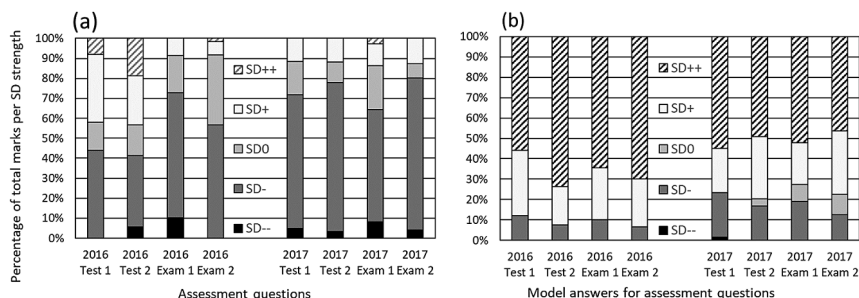 (a)
Percentage of total marks per SD strength
100%
90%
80%
70%
60%
50%
40%
30%
20%
10%
0%
SD++
SD+
SD0
SD-
SD--
2016 2016 2016 2016 2017 2017 2017 2017
Test 1 Test 2 Exam 1 Exam 2 Test 1 Test 2 Exam 1 Exam 2
Assessment questions
(b)
100%
90%
80%
70%
60%
50%
40%
30%
20%
10%
0%
SD++
SD+
SD0
SD-
SD--
2016 2016 2016 2016 2017 2017 2017 2017
Test 1 Test 2 Exam 1 Exam 2 Test 1 Test 2 Exam 1 Exam 2
Model answers for assessment questions